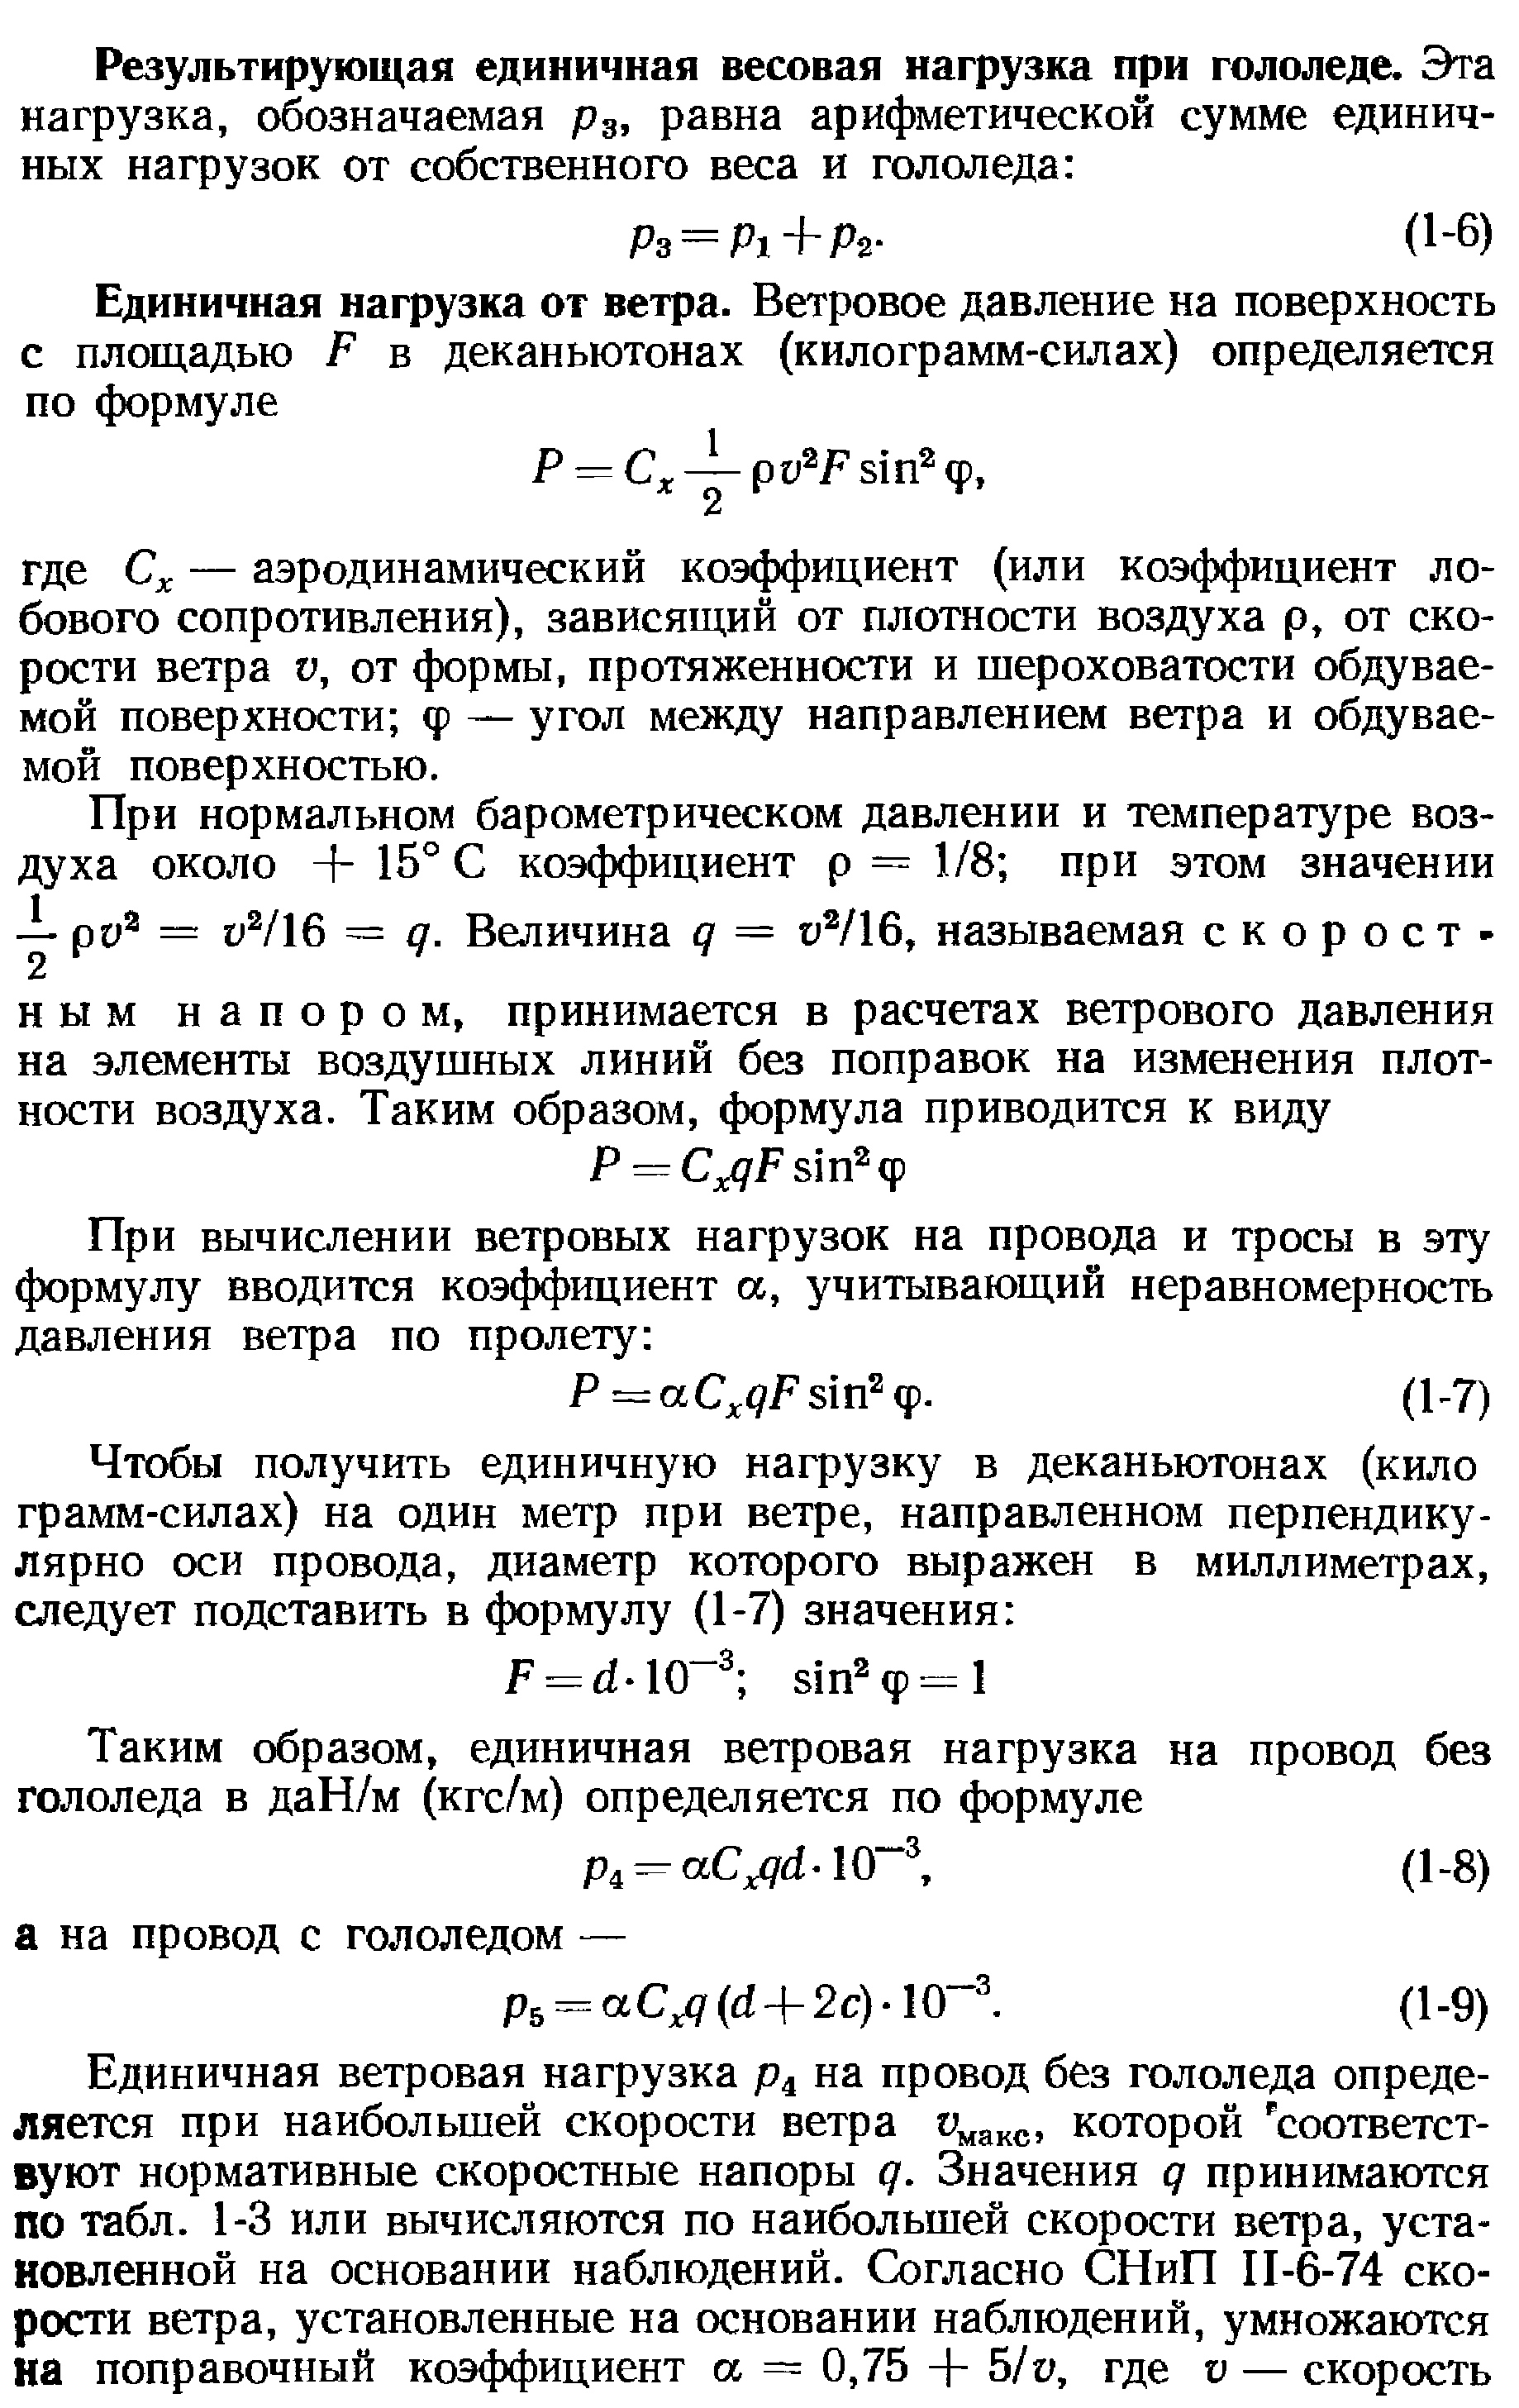 Результирующая единичная весовая нагрузка при гололеде. Эта
нагрузка, обозначаемая p₃, равна арифметической сумме единич-
ных нагрузок от собственного веса и гололеда:
p₃ = p₁ + p₂. (1-6)
Единичная нагрузка от ветра. Ветровое давление на поверхность
с площадью F в деканьютонах (килограмм-силах) определяется
по формуле
P = Cₓ 1/2 ρv²F sin² φ,
где Cₓ — аэродинамический коэффициент (или коэффициент ло-
бового сопротивления), зависящий от плотности воздуха ρ, от ско-
рости ветра v, от формы, протяженности и шероховатости обдувае-
мой поверхности; φ — угол между направлением ветра и обдувае-
мой поверхностью.
При нормальном барометрическом давлении и температуре воз-
духа около + 15° С коэффициент ρ = 1/8; при этом значении
1/2 ρv² = v²/16 = q. Величина q = v²/16, называемая скорост-
ным напором, принимается в расчетах ветрового давления
на элементы воздушных линий без поправок на изменения плот-
ности воздуха. Таким образом, формула приводится к виду
P = CₓqF sin² φ
При вычислении ветровых нагрузок на провода и тросы в эту
формулу вводится коэффициент α, учитывающий неравномерность
давления ветра по пролету:
P = αCₓqF sin² φ. (1-7)
Чтобы получить единичную нагрузку в деканьютонах (кило
грамм-силах) на один метр при ветре, направленном перпендику-
лярно оси провода, диаметр которого выражен в миллиметрах,
следует подставить в формулу (1-7) значения:
F = d·10⁻³; sin² φ = 1
Таким образом, единичная ветровая нагрузка на провод без
гололеда в даН/м (кгс/м) определяется по формуле
p₄ = αCₓqd·10⁻³, (1-8)
а на провод с гололедом —
p₅ = αCₓq (d + 2c)·10⁻³. (1-9)
Единичная ветровая нагрузка p₄ на провод без гололеда опреде-
ляется при наибольшей скорости ветра vмакс, которой соответст-
вуют нормативные скоростные напоры q. Значения q принимаются
по табл. 1-3 или вычисляются по наибольшей скорости ветра, уста-
новленной на основании наблюдений. Согласно СНиП II-6-74 ско-
рости ветра, установленные на основании наблюдений, умножаются
на поправочный коэффициент α = 0,75 + 5/v, где v — скорость